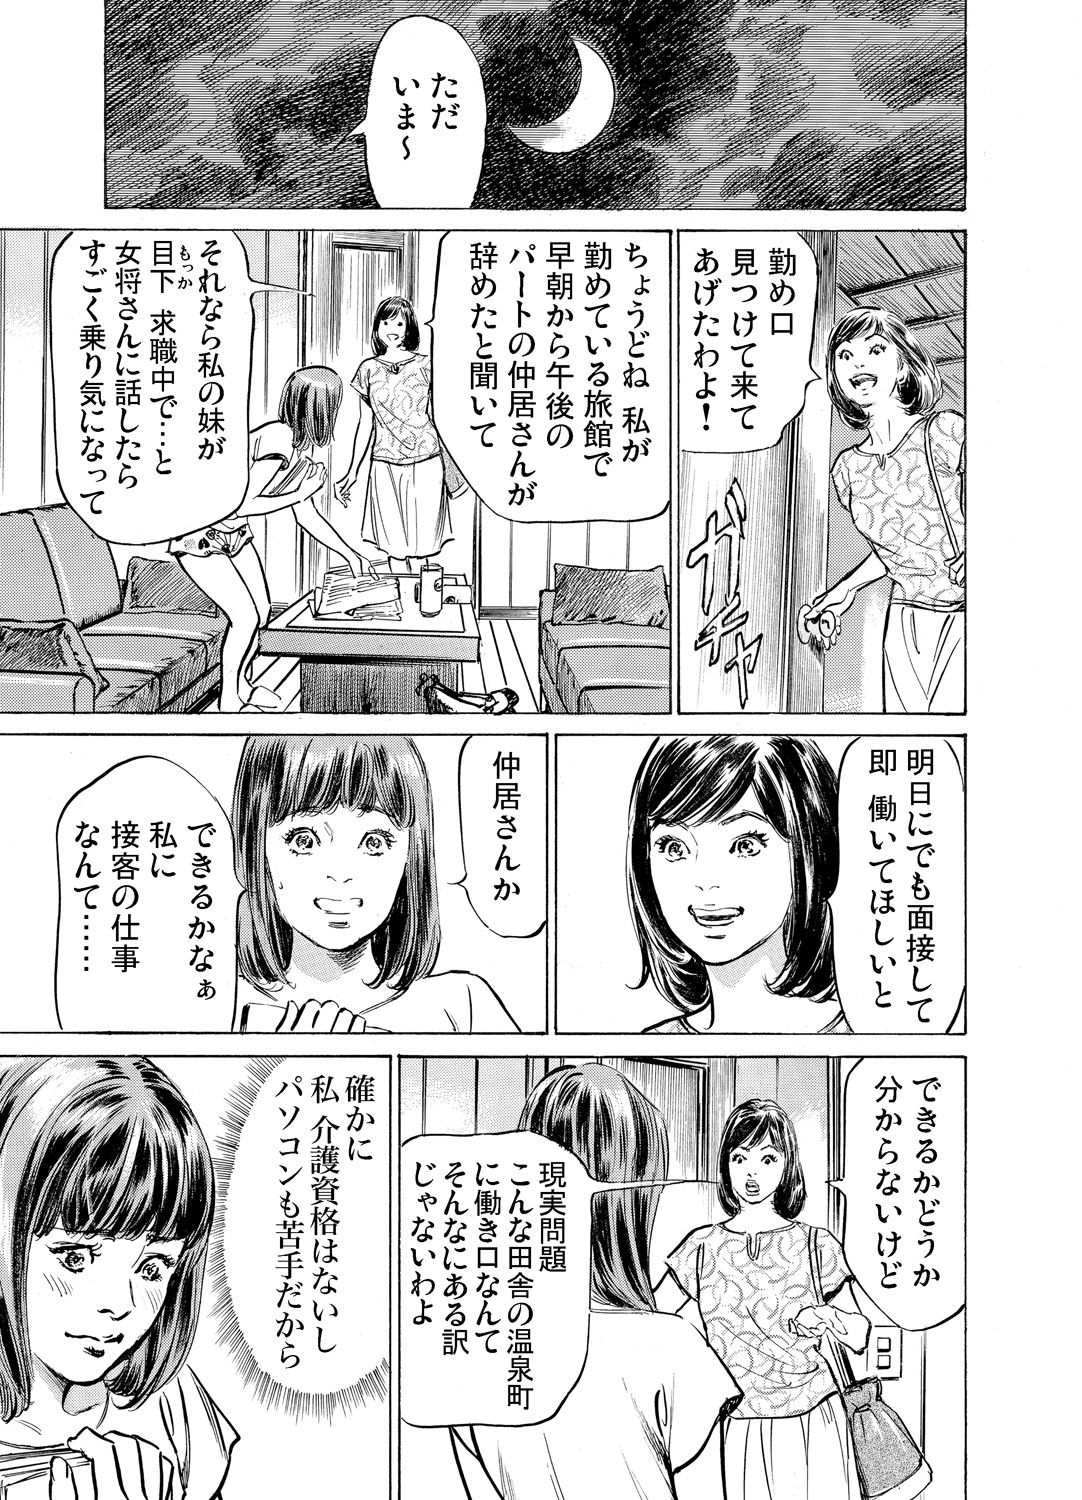 ただ
いま〜
勤め口
見つけて来て
あげたわよ！
ガチャ
ちょうどね 私が
勤めている旅館で
早朝から午後の
パートの仲居さんが
辞めたと聞いて
それなら私の妹が
目下 求職中で…と
もっか
女将さんに話したら
すごく乗り気になって
明日にでも面接して
即 働いてほしいと
仲居さんか
できるかなぁ
私に
接客の仕事
なんて……
できるかどうか
分からないけど
現実問題
こんな田舎の温泉町
に働き口なんて
そんなにある訳
じゃないわよ
確かに
私 介護資格はないし
パソコンも苦手だから